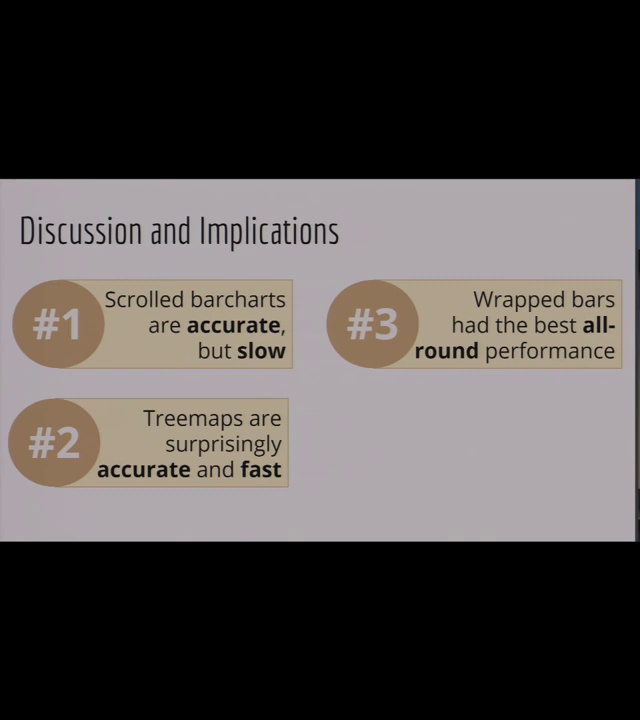 Discussion and Implications
#1
Scrolled barcharts
are accurate,
but slow
#2
Treemaps are
surprisingly
accurate and fast
#3
Wrapped bars
had the best all-
round performance